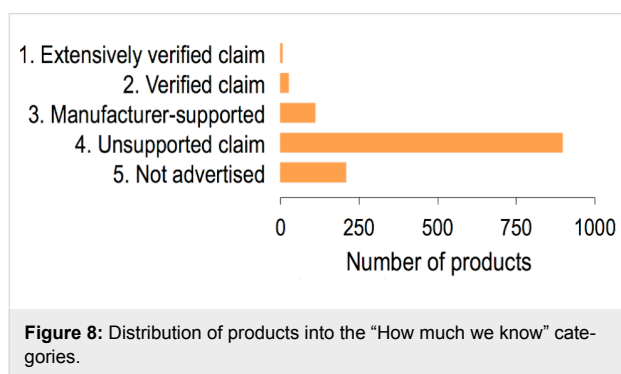 1. Extensively verified claim
2. Verified claim
3. Manufacturer-supported
4. Unsupported claim
5. Not advertised
0 250 500 750 1000
Number of products
Figure 8: Distribution of products into the “How much we know” cate-
gories.